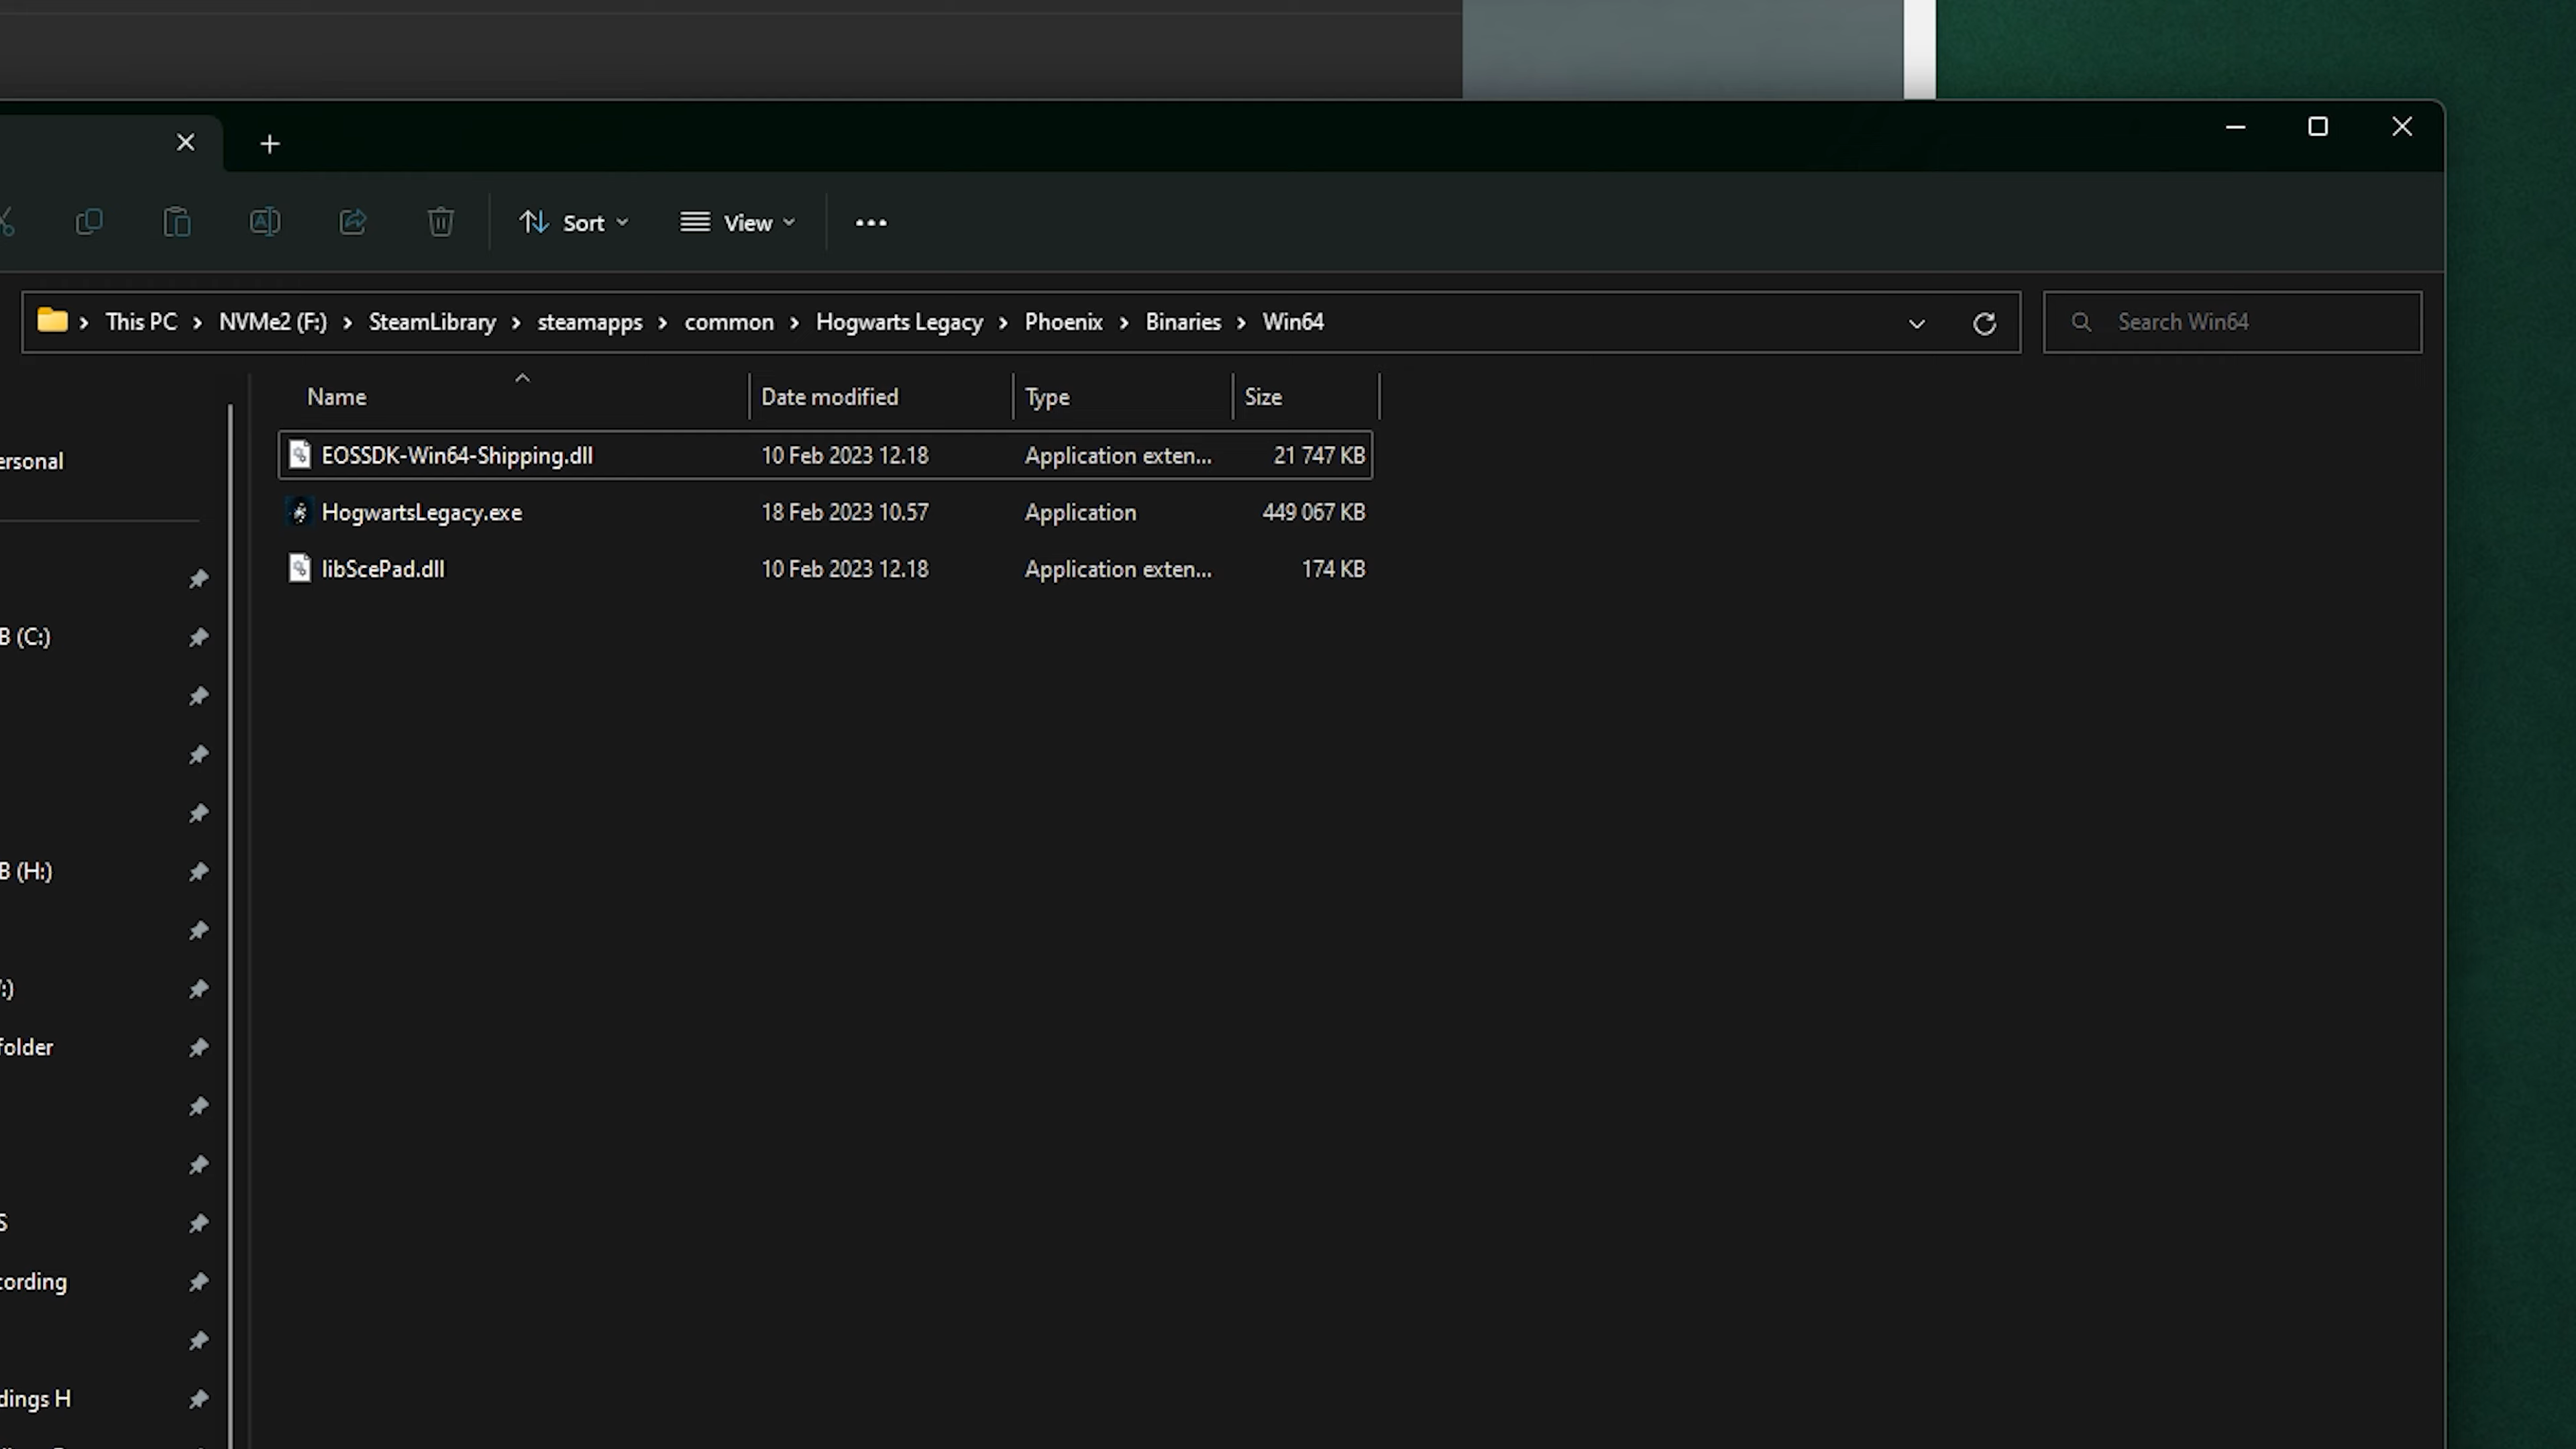 Sort
View
This PC > NVMe2 (F:) > SteamLibrary > steamapps > common > Hogwarts Legacy > Phoenix > Binaries > Win64
Search Win64
Name Date modified Type Size
EOSSDK-Win64-Shipping.dll 10 Feb 2023 12.18 Application exten... 21 747 KB
HogwartsLegacy.exe 18 Feb 2023 10.57 Application 449 067 KB
libScePad.dll 10 Feb 2023 12.18 Application exten... 174 KB
ersonal
B (C:)
B (H:)
:)
folder
S
cording
dings H